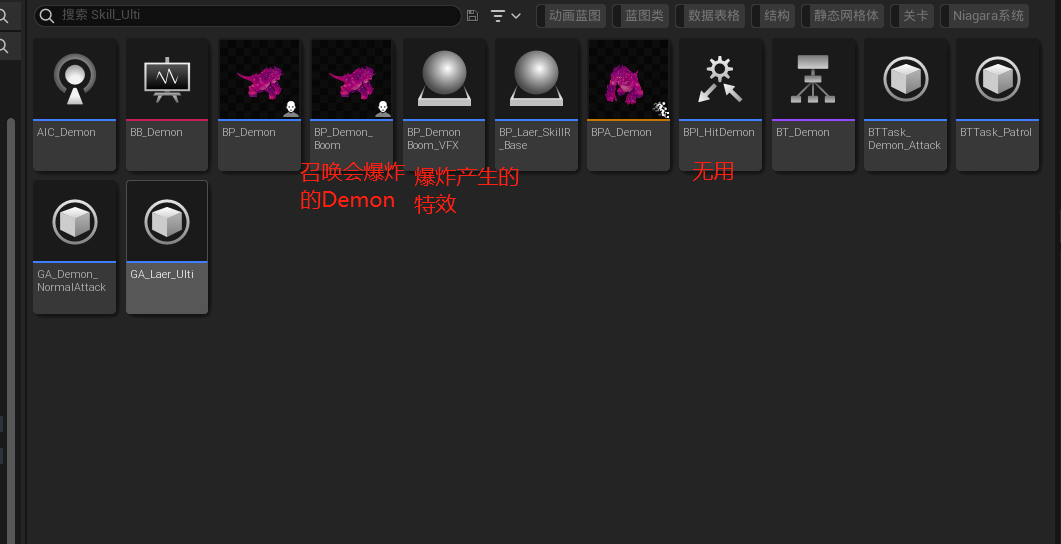 搜索 Skill_Ulti
动画蓝图
蓝图类
数据表格
结构
静态网格体
关卡
Niagara系统
AIC_Demon
BB_Demon
BP_Demon
BP_Demon_
Boom
BP_Demon
Boom_VFX
BP_Laer_SkillR
_Base
BPA_Demon
BPI_HitDemon
BT_Demon
BTTask_
Demon_Attack
BTTask_Patrol
召唤会爆炸
的Demon
爆炸产生的
特效
无用
GA_Demon_
NormalAttack
GA_Laer_Ulti